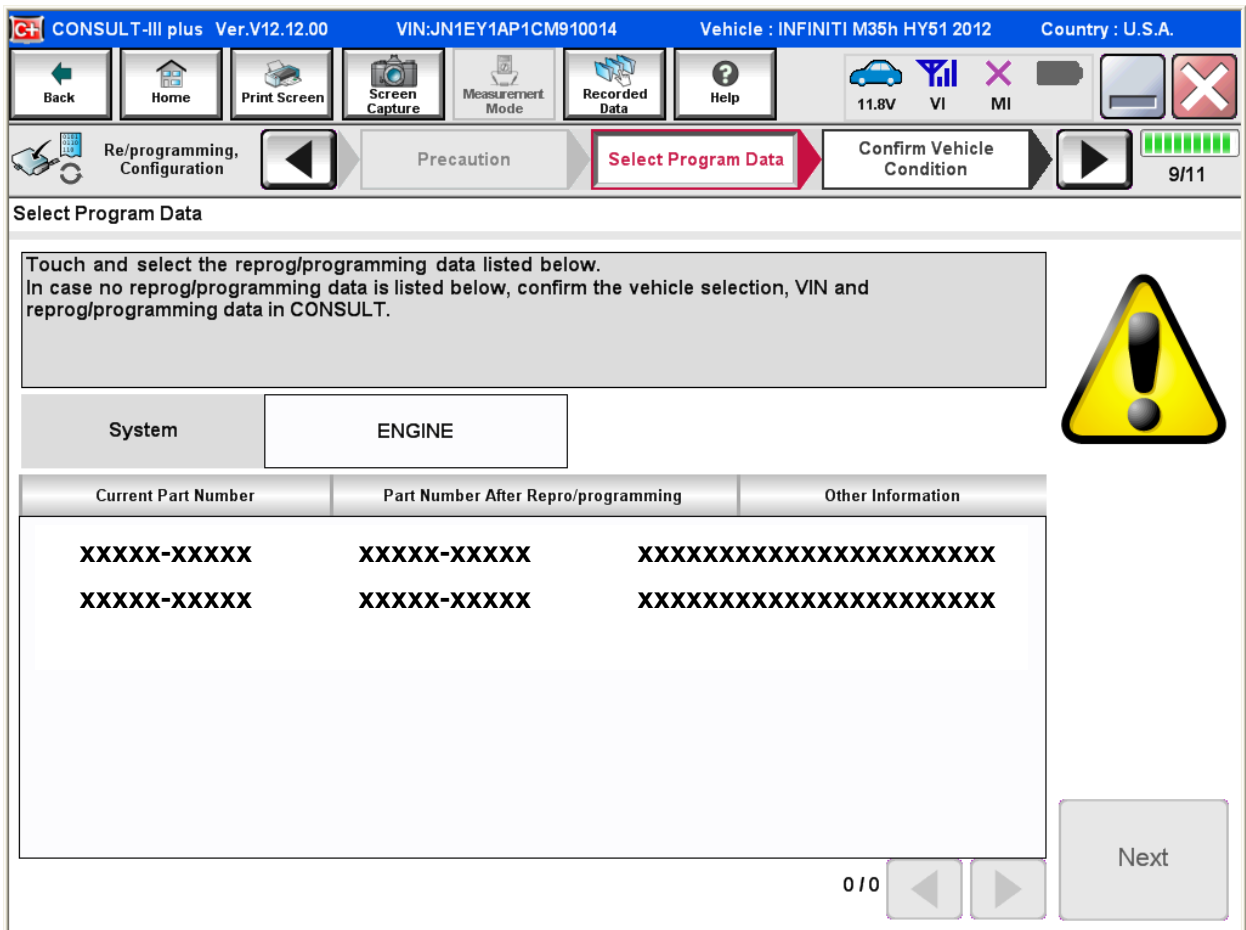 C+ CONSULT-III plus Ver.V12.12.00 VIN:JN1EY1AP1CM910014 Vehicle : INFINITI M35h HY51 2012 Country : U.S.A.
Back Home Print Screen Screen Capture Measurement Mode Recorded Data Help 11.8V VI MI
Re/programming, Configuration Precaution Select Program Data Confirm Vehicle Condition 9/11
Select Program Data
Touch and select the reprog/programming data listed below.
In case no reprog/programming data is listed below, confirm the vehicle selection, VIN and
reprog/programming data in CONSULT.
System ENGINE
Current Part Number Part Number After Repro/programming Other Information
XXXXX-XXXXX XXXXX-XXXXX XXXXXXXXXXXXXXXXXXXXXX
XXXXX-XXXXX XXXXX-XXXXX XXXXXXXXXXXXXXXXXXXXXX
Next
0/0